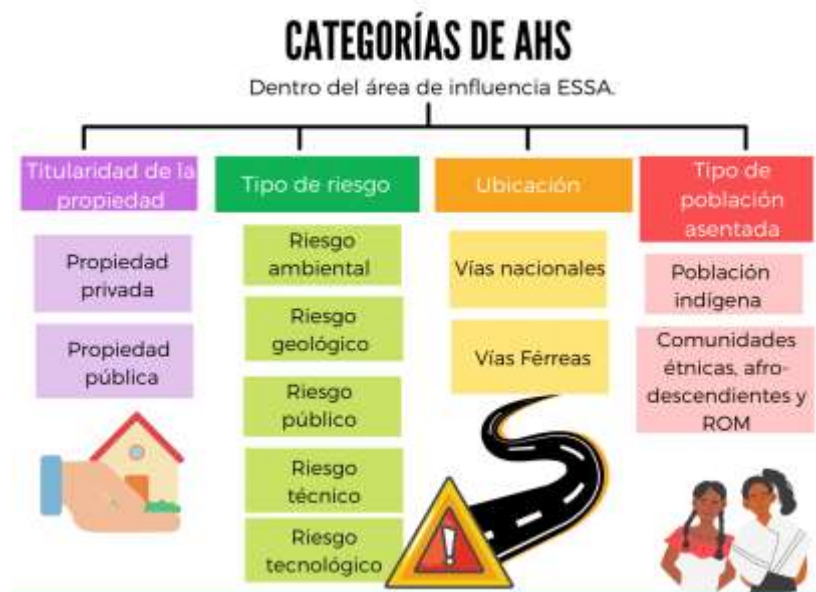 CATEGORÍAS DE AHS
Dentro del área de influencia ESSA.
Titularidad de la
propiedad
Propiedad
privada
Propiedad
pública
Tipo de riesgo
Riesgo
ambiental
Riesgo
geológico
Riesgo
público
Riesgo
técnico
Riesgo
tecnológico
Ubicación
Vías nacionales
Vías Férreas
Tipo de
población
asentada
Población
indígena
Comunidades
étnicas, afro-
descendientes y
ROM
!